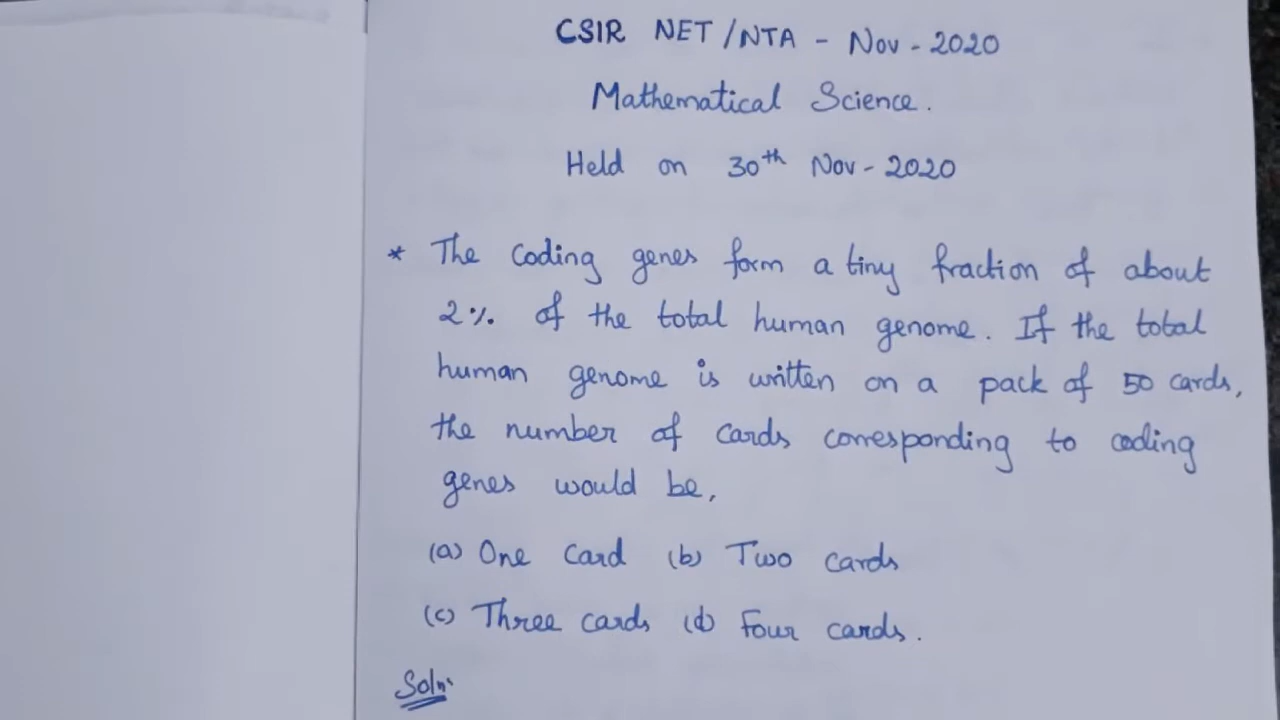 CSIR NET/NTA - Nov - 2020
Mathematical Science.
Held on 30th Nov - 2020
* The coding genes form a tiny fraction of about
2%. of the total human genome. If the total
human genome is written on a pack of 50 cards,
the number of cards corresponding to coding
genes would be,
(a) One card (b) Two cards
(c) Three cards (d) Four cards.
Soln.